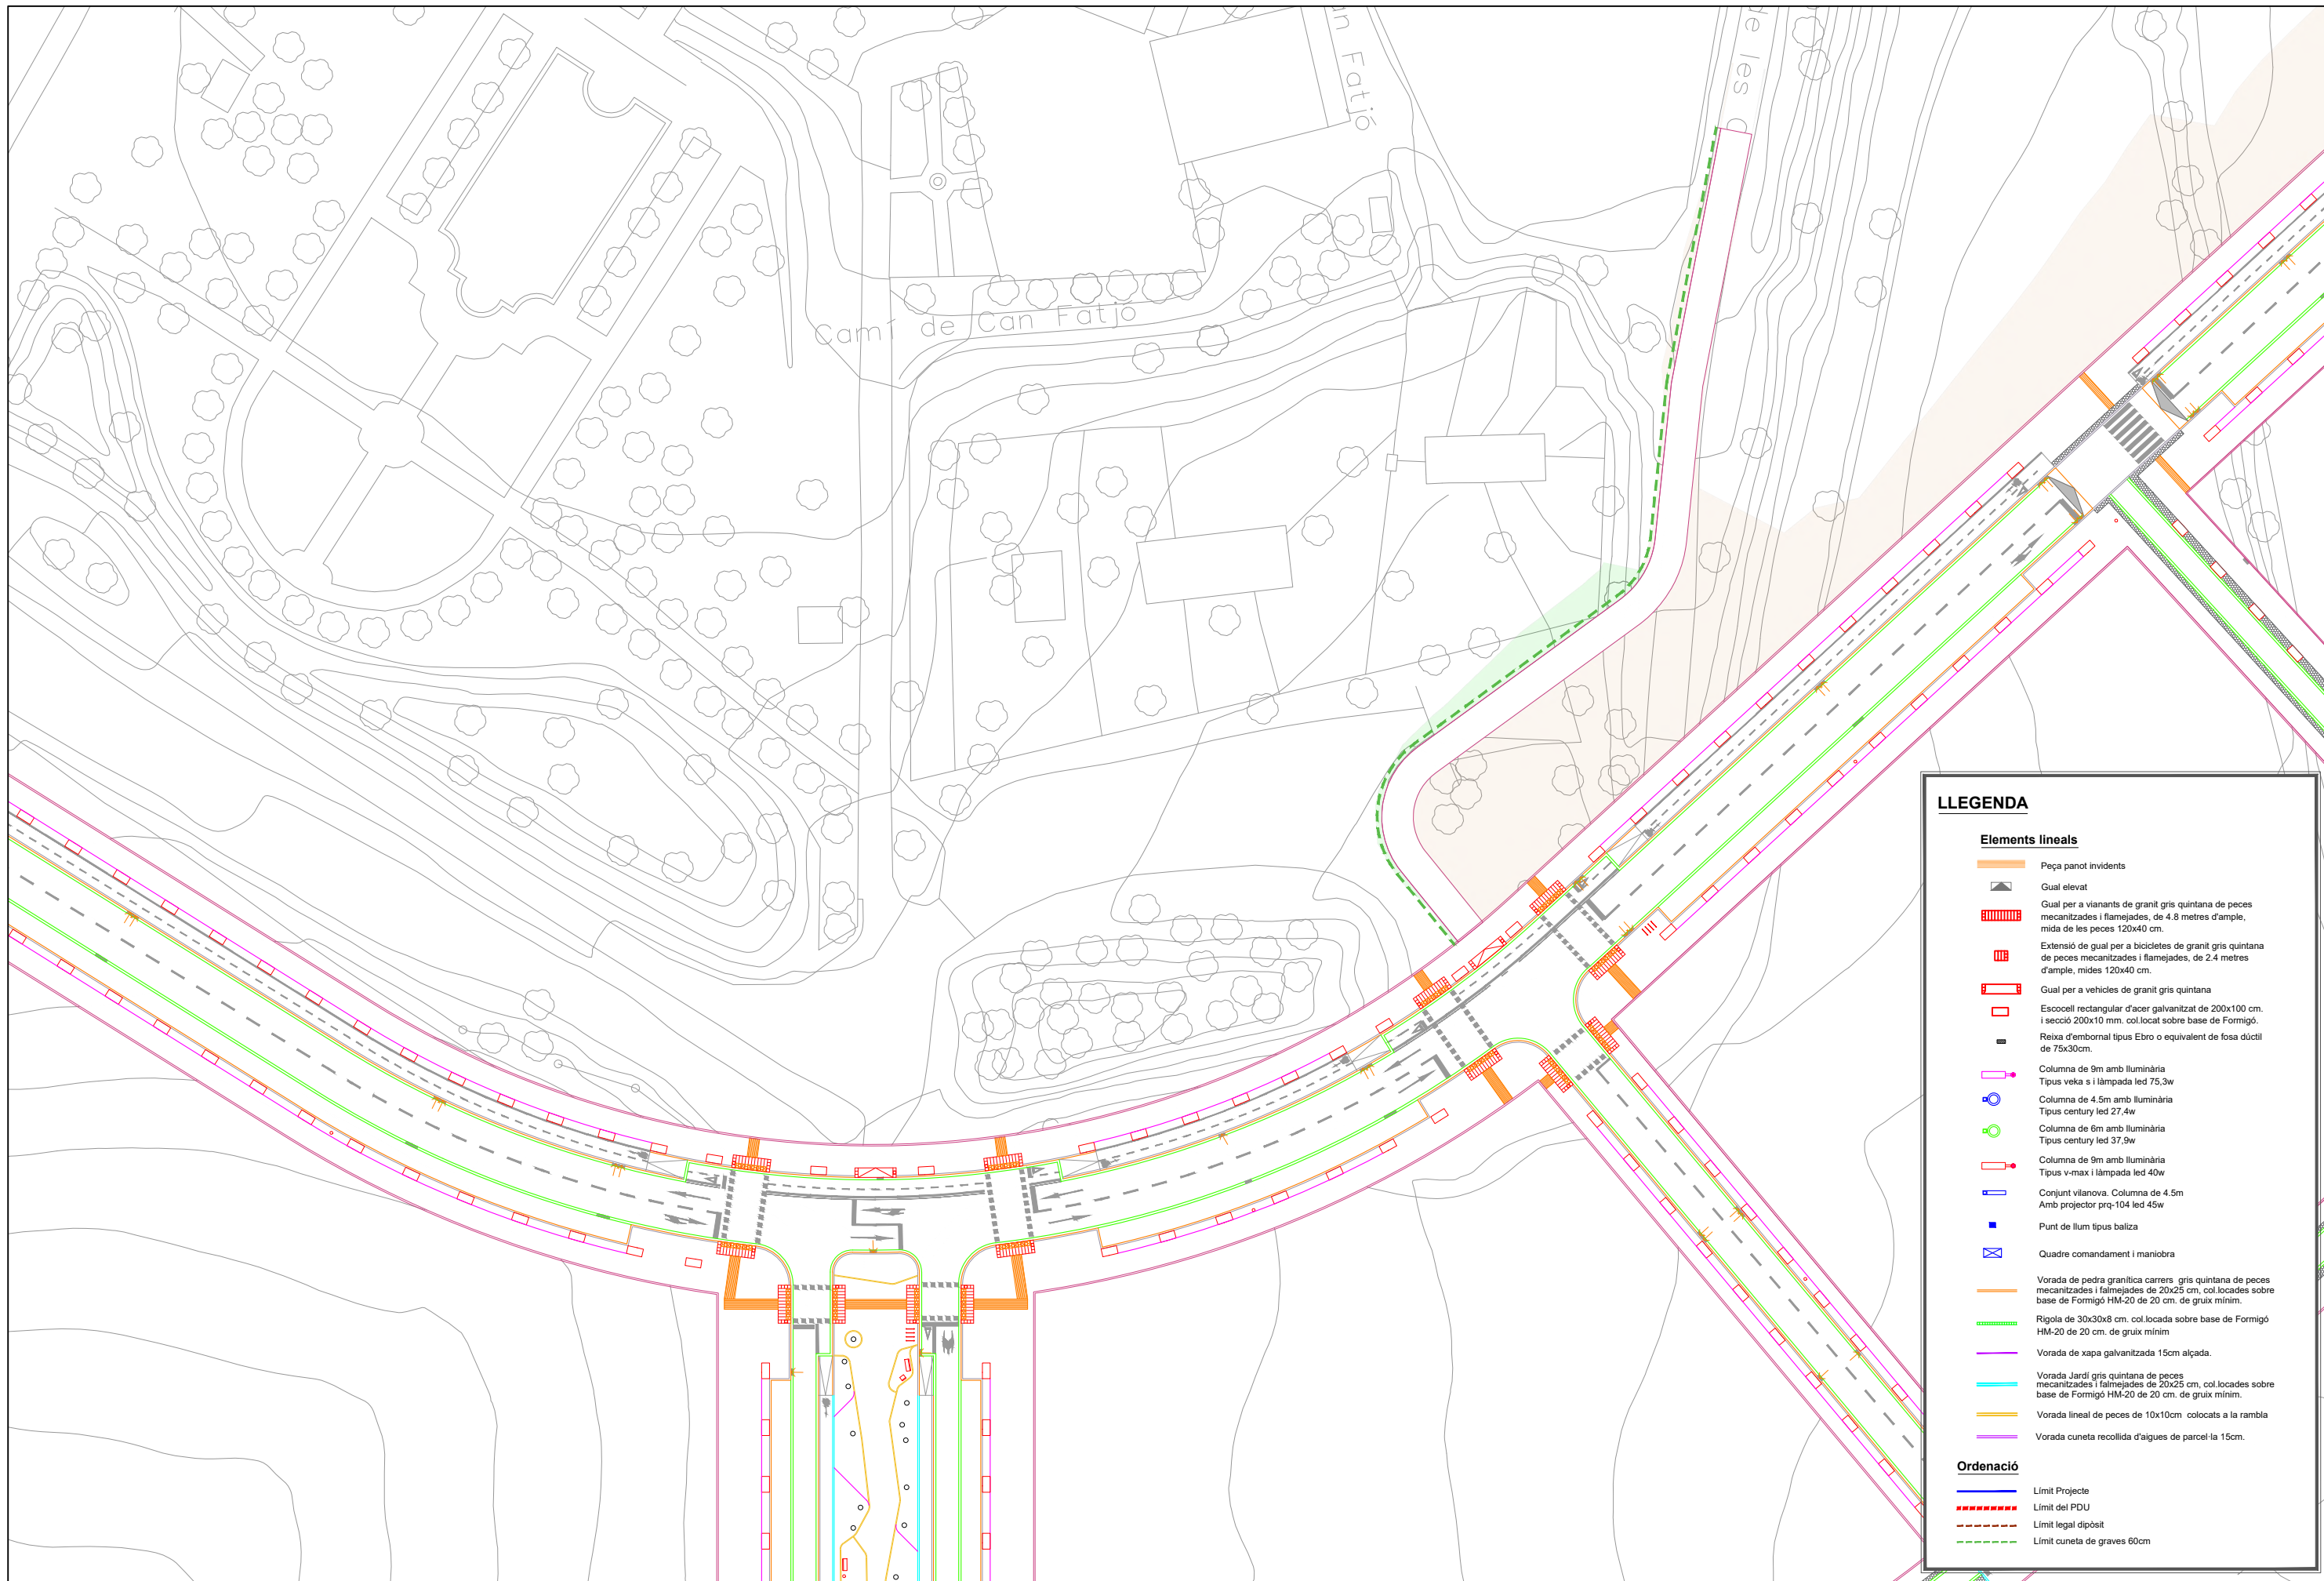 Camí de Can Fatjó
n Fatjó
de les C
LLEGENDA
Elements lineals
Peça panot invidents
Gual elevat
Gual per a vianants de granit gris quintana de peces
mecanitzades i flamejades, de 4.8 metres d'ample,
mida de les peces 120x40 cm.
Extensió de gual per a bicicletes de granit gris quintana
de peces mecanitzades i flamejades, de 2.4 metres
d'ample, mides 120x40 cm.
Gual per a vehicles de granit gris quintana
Escocell rectangular d'acer galvanitzat de 200x100 cm.
i secció 200x10 mm. col.locat sobre base de Formigó.
Reixa d'embornal tipus Ebro o equivalent de fosa dúctil
de 75x30cm.
Columna de 9m amb lluminària
Tipus veka s i làmpada led 75,3w
Columna de 4.5m amb lluminària
Tipus century led 27,4w
Columna de 6m amb lluminària
Tipus century led 37,9w
Columna de 9m amb lluminària
Tipus v-max i làmpada led 40w
Conjunt vilanova. Columna de 4.5m
Amb projector prq-104 led 45w
Punt de llum tipus baliza
Quadre comandament i maniobra
Vorada de pedra granítica carrers gris quintana de peces
mecanitzades i falmejades de 20x25 cm, col.locades sobre
base de Formigó HM-20 de 20 cm. de gruix mínim.
Rigola de 30x30x8 cm. col.locada sobre base de Formigó
HM-20 de 20 cm. de gruix mínim
Vorada de xapa galvanitzada 15cm alçada.
Vorada Jardí gris quintana de peces
mecanitzades i falmejades de 20x25 cm, col.locades sobre
base de Formigó HM-20 de 20 cm. de gruix mínim.
Vorada lineal de peces de 10x10cm colocats a la rambla
Vorada cuneta recollida d'aigues de parcel·la 15cm.
Ordenació
Límit Projecte
Límit del PDU
Límit legal dipòsit
Límit cuneta de graves 60cm